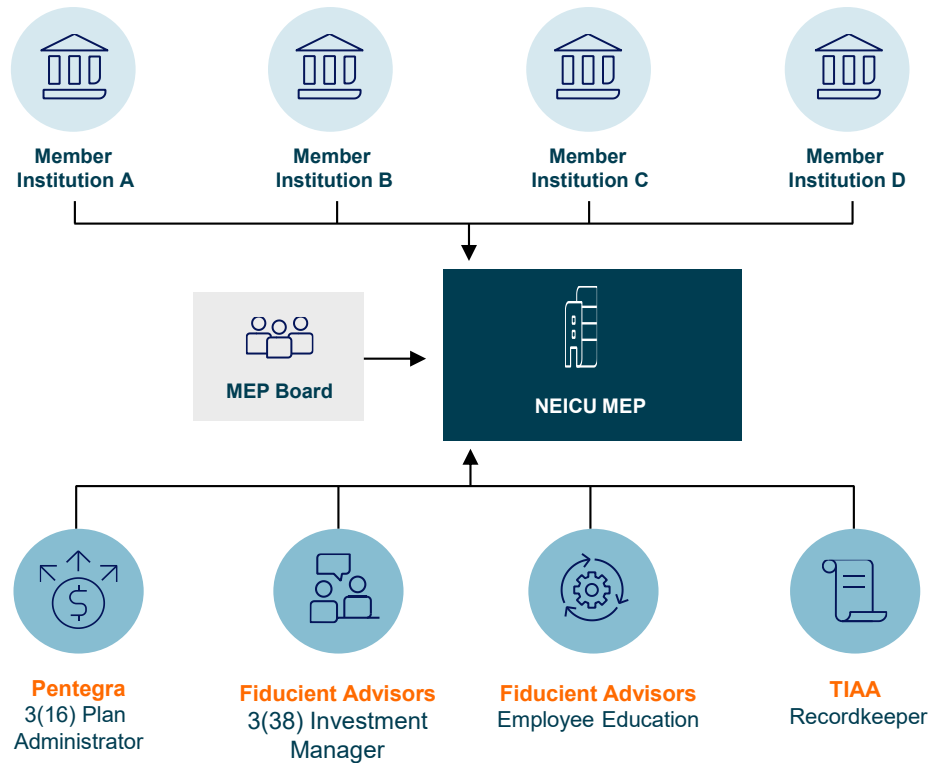 Member
Institution A
Member
Institution B
Member
Institution C
Member
Institution D
MEP Board
NEICU MEP
Pentegra
3(16) Plan
Administrator
Fiducient Advisors
3(38) Investment
Manager
Fiducient Advisors
Employee Education
TIAA
Recordkeeper